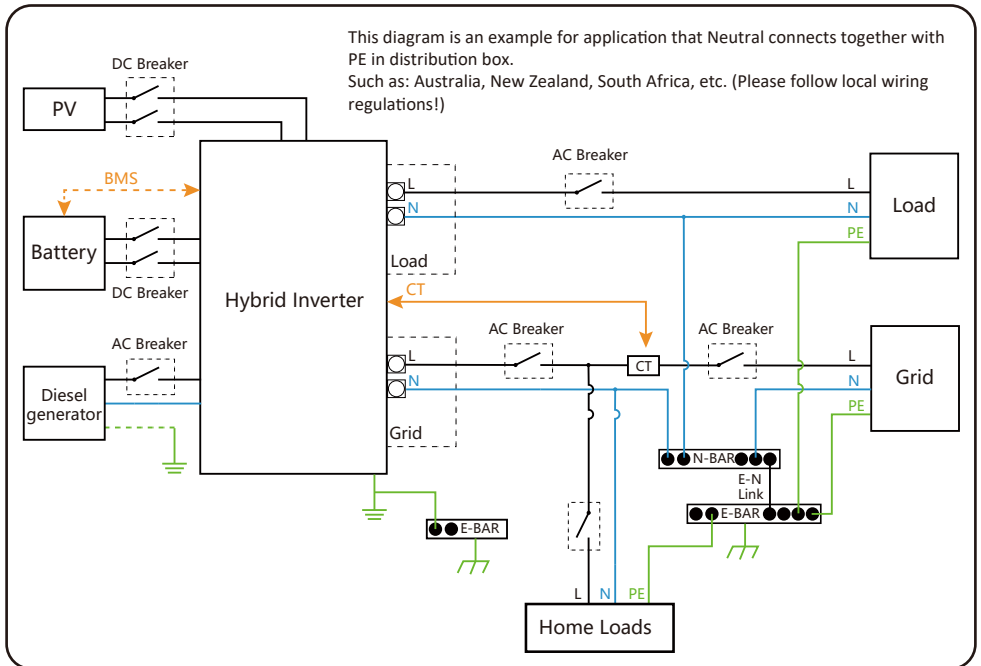 This diagram is an example for application that Neutral connects together with
PE in distribution box.
Such as: Australia, New Zealand, South Africa, etc. (Please follow local wiring
regulations!)
DC Breaker
PV
BMS
Battery
DC Breaker
AC Breaker
Diesel
generator
Hybrid Inverter
L
N
Load
CT
L
N
Grid
AC Breaker
L
N
PE
Load
AC Breaker
CT
AC Breaker
L
N
PE
Grid
N-BAR
E-N
Link
E-BAR
E-BAR
L
N
PE
Home Loads